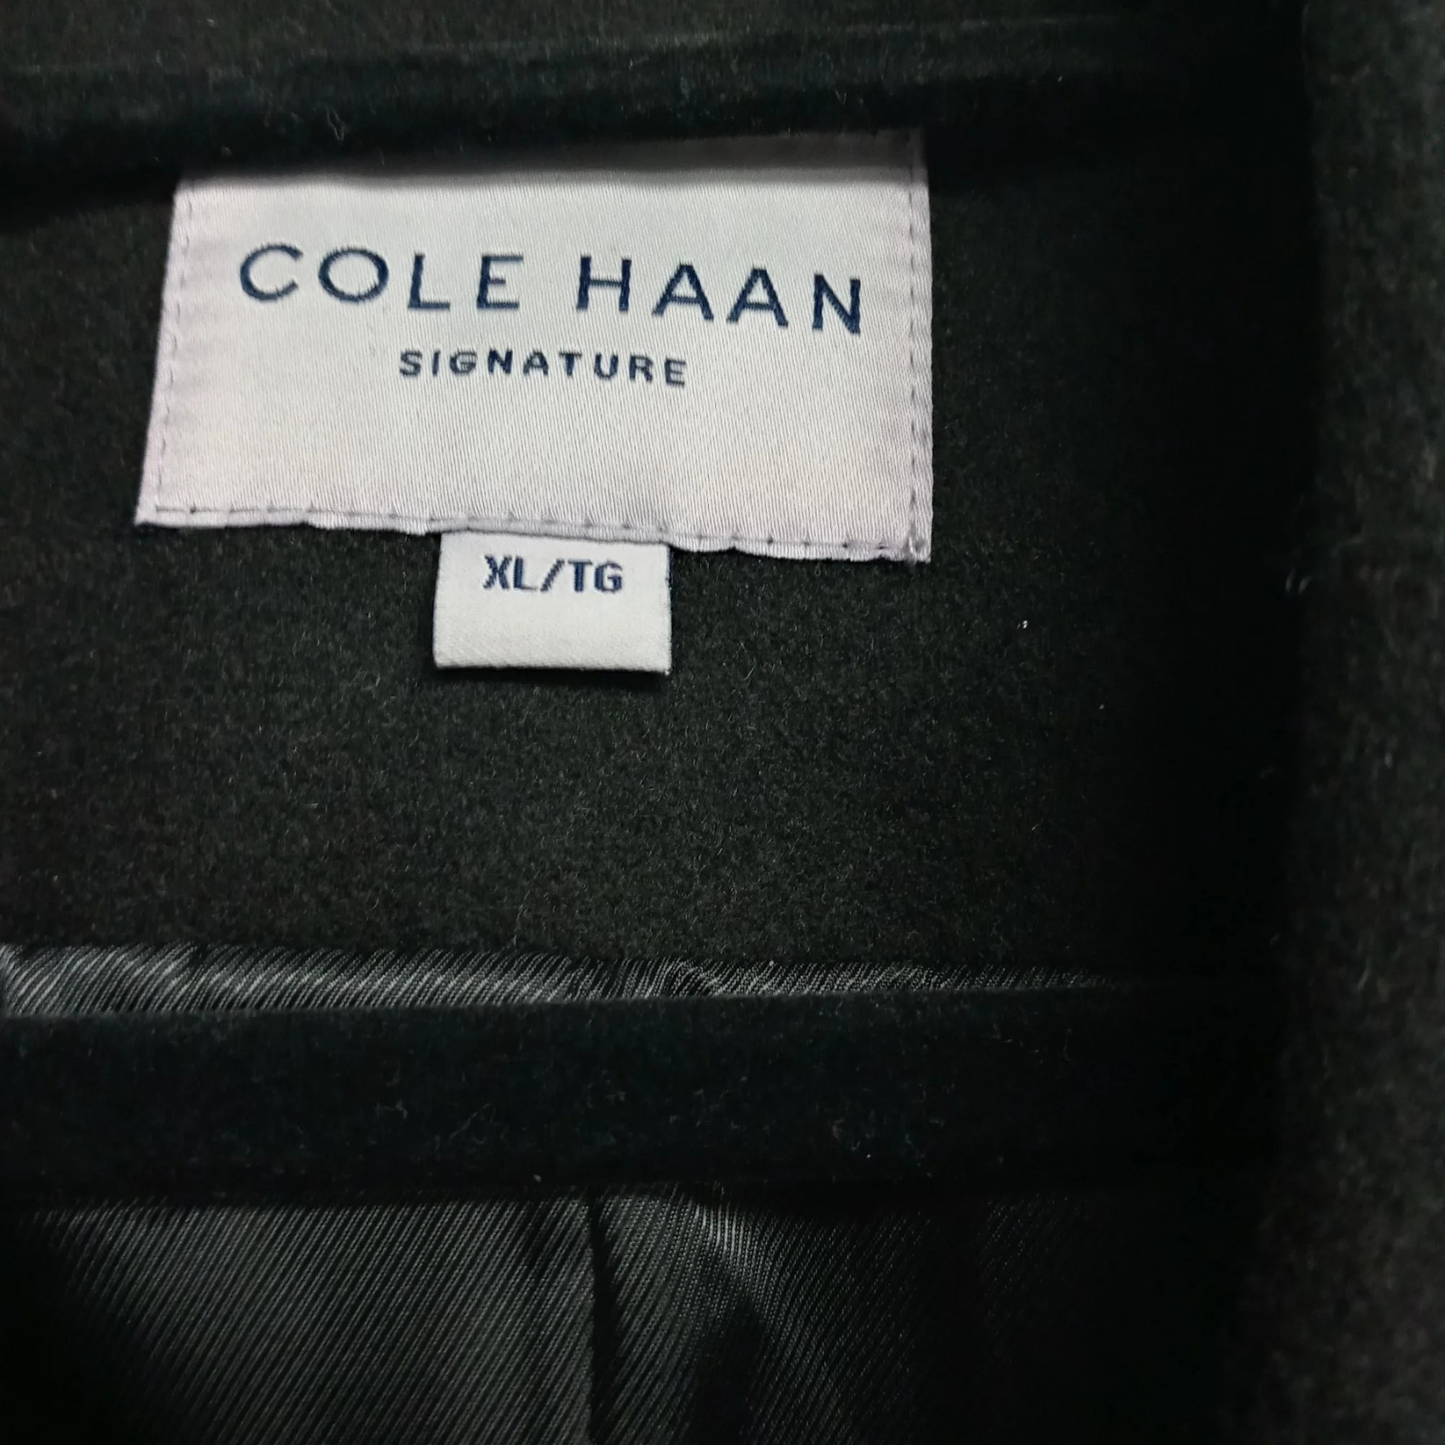 COLE HAAN
SIGNATURE
XL/TG